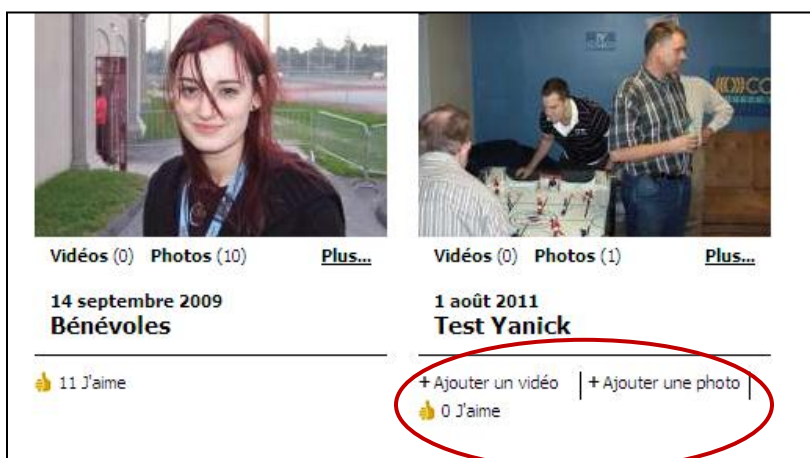 Vidéos (0) Photos (10) Plus...
14 septembre 2009
Bénévoles
11 J'aime
Vidéos (0) Photos (1) Plus...
1 août 2011
Test Yanick
+ Ajouter un vidéo + Ajouter une photo
0 J'aime